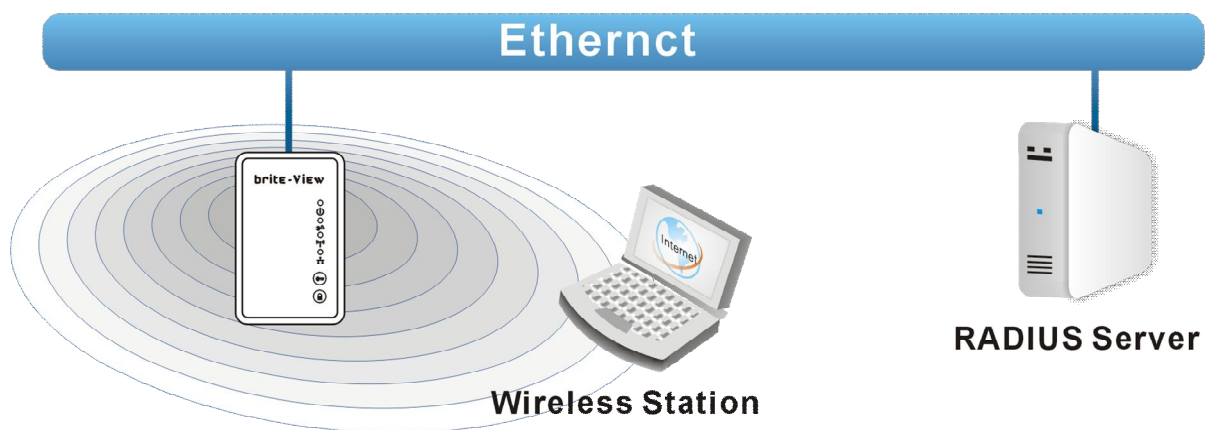 Ethernct
brite-View
Internet
RADIUS Server
Wireless Station